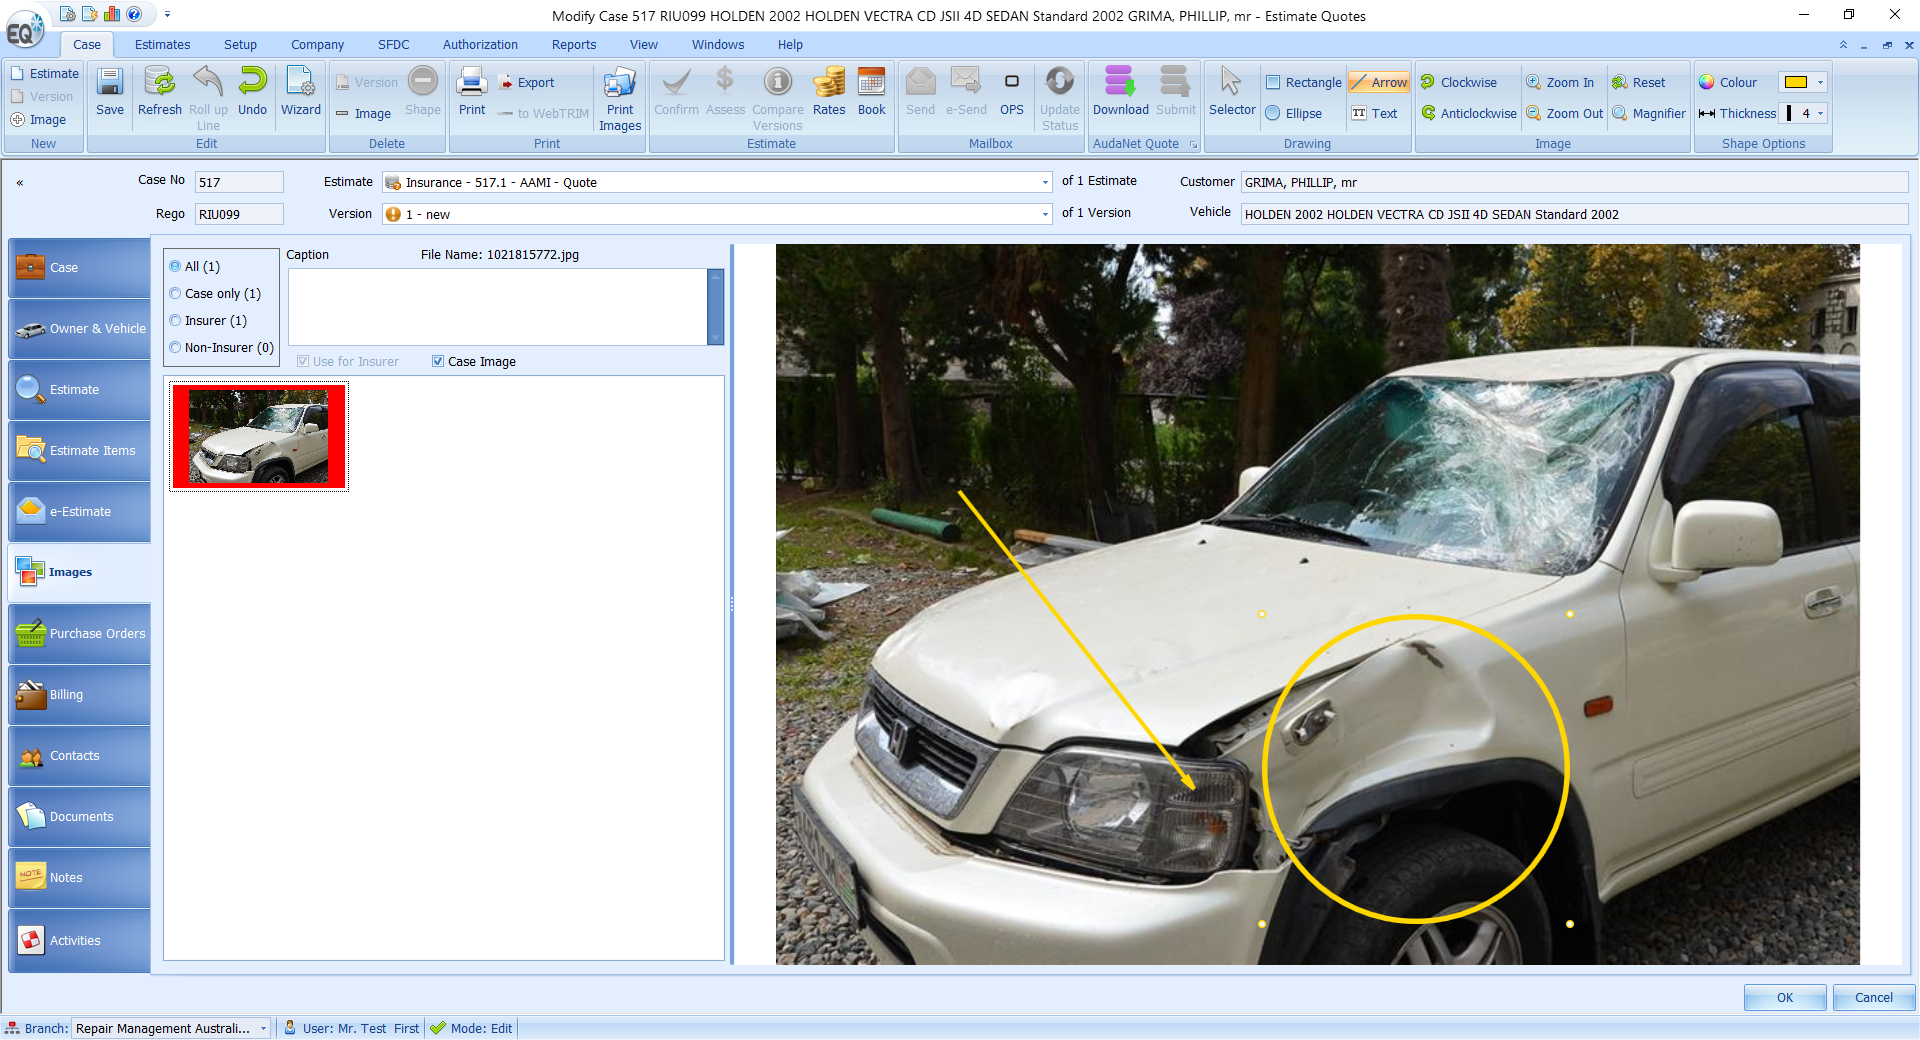 Modify Case 517 RIU099 HOLDEN 2002 HOLDEN VECTRA CD JSII 4D SEDAN Standard 2002 GRIMA, PHILLIP, mr - Estimate Quotes
EQ
Case Estimates Setup Company SFDC Authorization Reports View Windows Help
Estimate
Version
Image
New
Save
Refresh
Roll up Line
Undo
Wizard
Edit
Version
Image
Shape
Delete
Print
Export
to WebTRIM
Print Images
Print
Confirm
Assess
Compare Versions
Rates
Book
Estimate
Send
e-Send
OPS
Update Status
Mailbox
Download
Submit
AudaNet Quote
Selector
Rectangle
Ellipse
Arrow
Text
Drawing
Clockwise
Anticlockwise
Zoom In
Zoom Out
Reset
Magnifier
Image
Colour
Thickness 4
Shape Options
Case No 517 Estimate Insurance - 517.1 - AAMI - Quote of 1 Estimate Customer GRIMA, PHILLIP, mr
Rego RIU099 Version 1 - new of 1 Version Vehicle HOLDEN 2002 HOLDEN VECTRA CD JSII 4D SEDAN Standard 2002
Case
Owner & Vehicle
Estimate
Estimate Items
e-Estimate
Images
Purchase Orders
Billing
Contacts
Documents
NOTE
Notes
Activities
All (1)
Case only (1)
Insurer (1)
Non-Insurer (0)
Caption File Name: 1021815772.jpg
Use for Insurer Case Image
OK Cancel
Branch: Repair Management Australi... User: Mr. Test First Mode: Edit